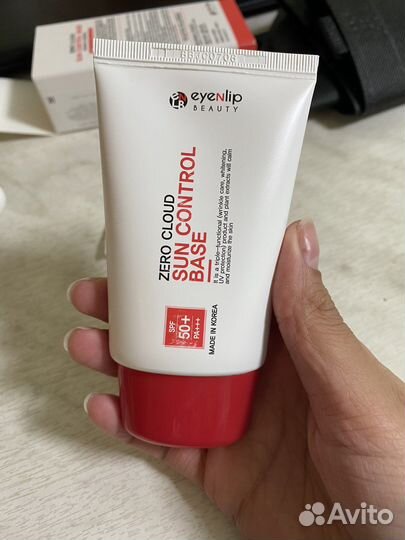 BBK00708
eyeNlip
BEAUTY
ZERO CLOUD
SUN CONTROL
BASE
It is a triple-functional (wrinkle care, whitening,
UV protection) product and plant extracts will calm
and moisturize the skin
SPF
50+
PA+++
MADE IN KOREA
Avito